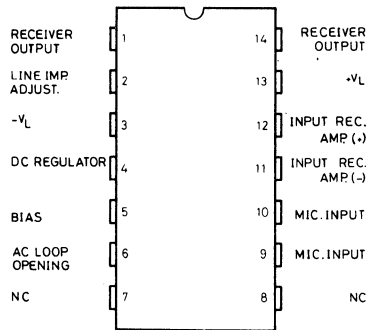 RECEIVER
OUTPUT
1
14
RECEIVER
OUTPUT
LINE IMP.
ADJUST.
2
13
+VL
-VL
3
12
INPUT REC.
AMP. (+)
DC REGULATOR
4
11
INPUT REC.
AMP. (-)
BIAS
5
10
MIC. INPUT
AC LOOP
OPENING
6
9
MIC. INPUT
NC
7
8
NC